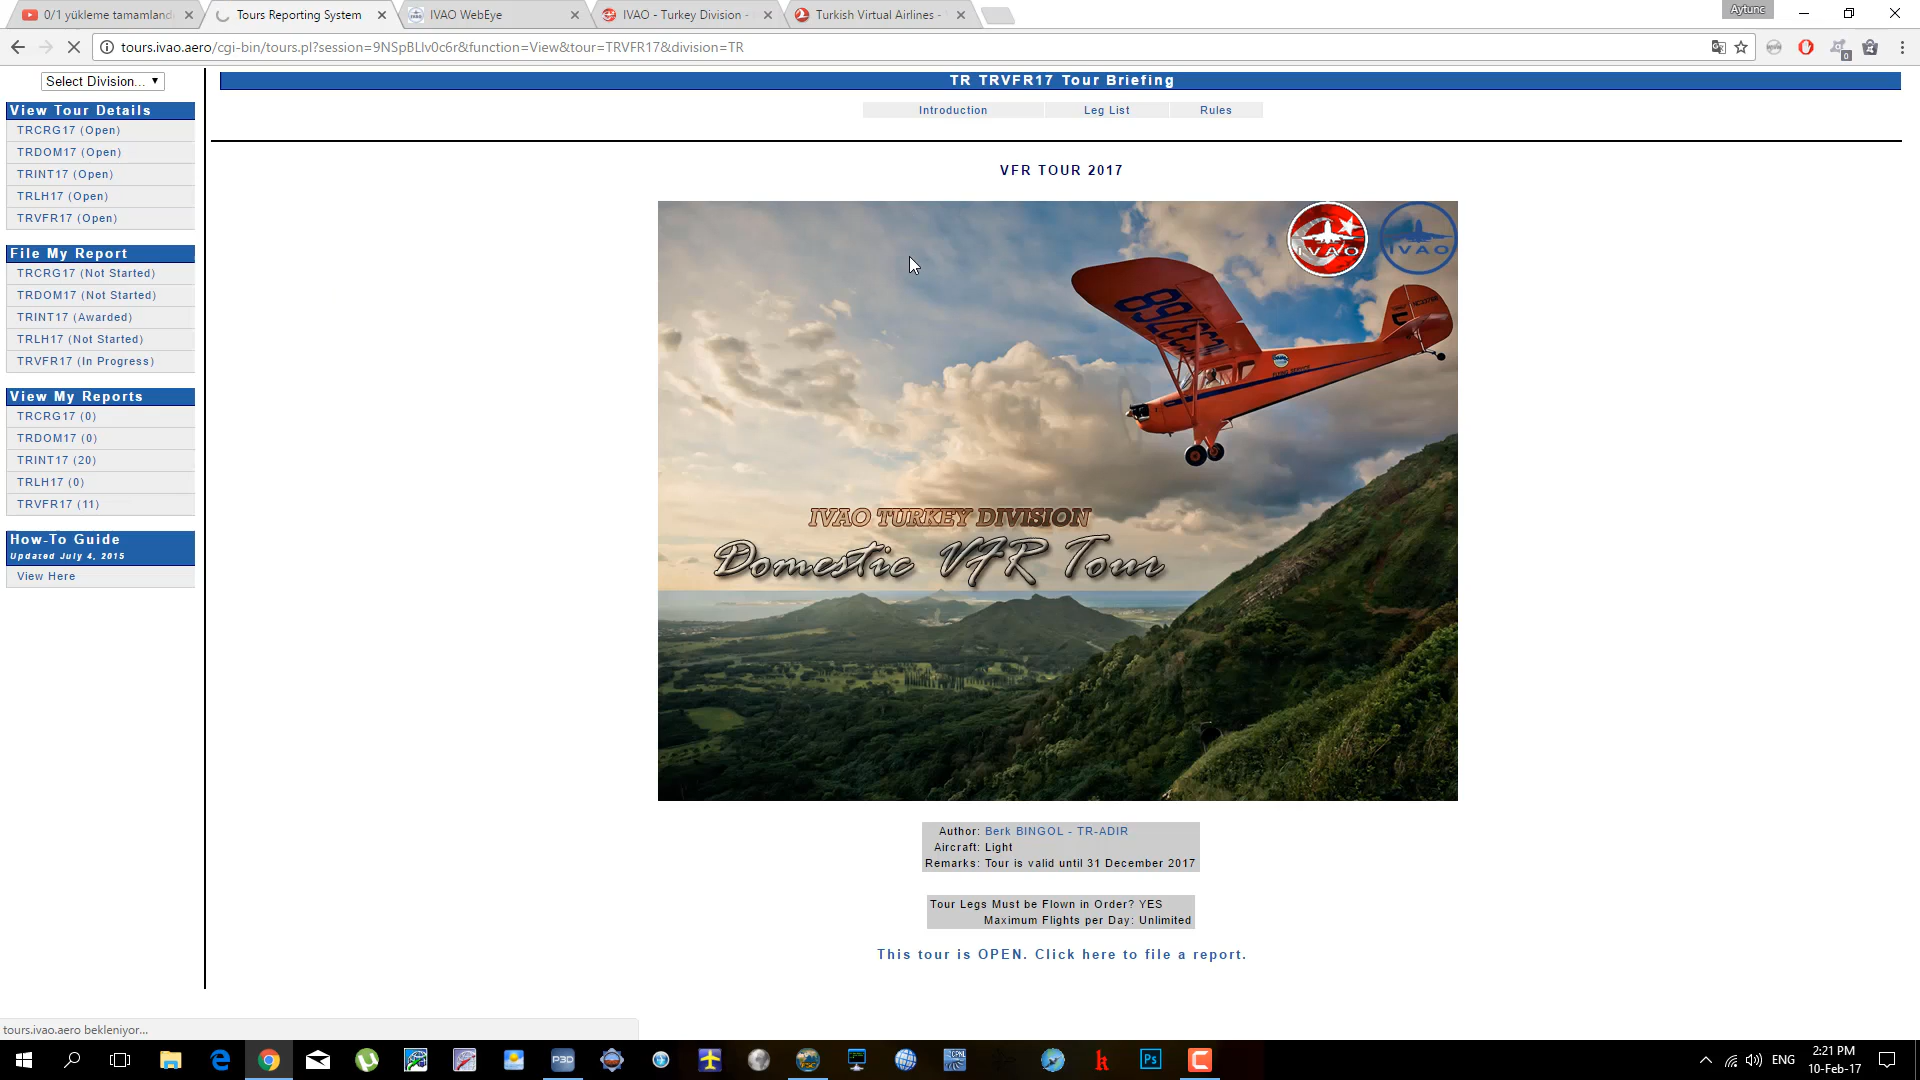 0/1 yükleme tamamland
Tours Reporting System
IVAO WebEye
IVAO - Turkey Division -
Turkish Virtual Airlines -
Aytunc
tours.ivao.aero/cgi-bin/tours.pl?session=9NSpBLlv0c6r&function=View&tour=TRVFR17&division=TR
0
Select Division...
View Tour Details
TRCRG17 (Open)
TRDOM17 (Open)
TRINT17 (Open)
TRLH17 (Open)
TRVFR17 (Open)
File My Report
TRCRG17 (Not Started)
TRDOM17 (Not Started)
TRINT17 (Awarded)
TRLH17 (Not Started)
TRVFR17 (In Progress)
View My Reports
TRCRG17 (0)
TRDOM17 (0)
TRINT17 (20)
TRLH17 (0)
TRVFR17 (11)
How-To Guide
Updated July 4, 2015
View Here
TR TRVFR17 Tour Briefing
Introduction
Leg List
Rules
VFR TOUR 2017
IVAO
IVAO
IVAO TURKEY DIVISION
Domestic VFR Tour
Author: Berk BINGOL - TR-ADIR
Aircraft: Light
Remarks: Tour is valid until 31 December 2017
Tour Legs Must be Flown in Order? YES
Maximum Flights per Day: Unlimited
This tour is OPEN. Click here to file a report.
tours.ivao.aero bekleniyor...
P3D
Ps
ENG
2:21 PM
10-Feb-17